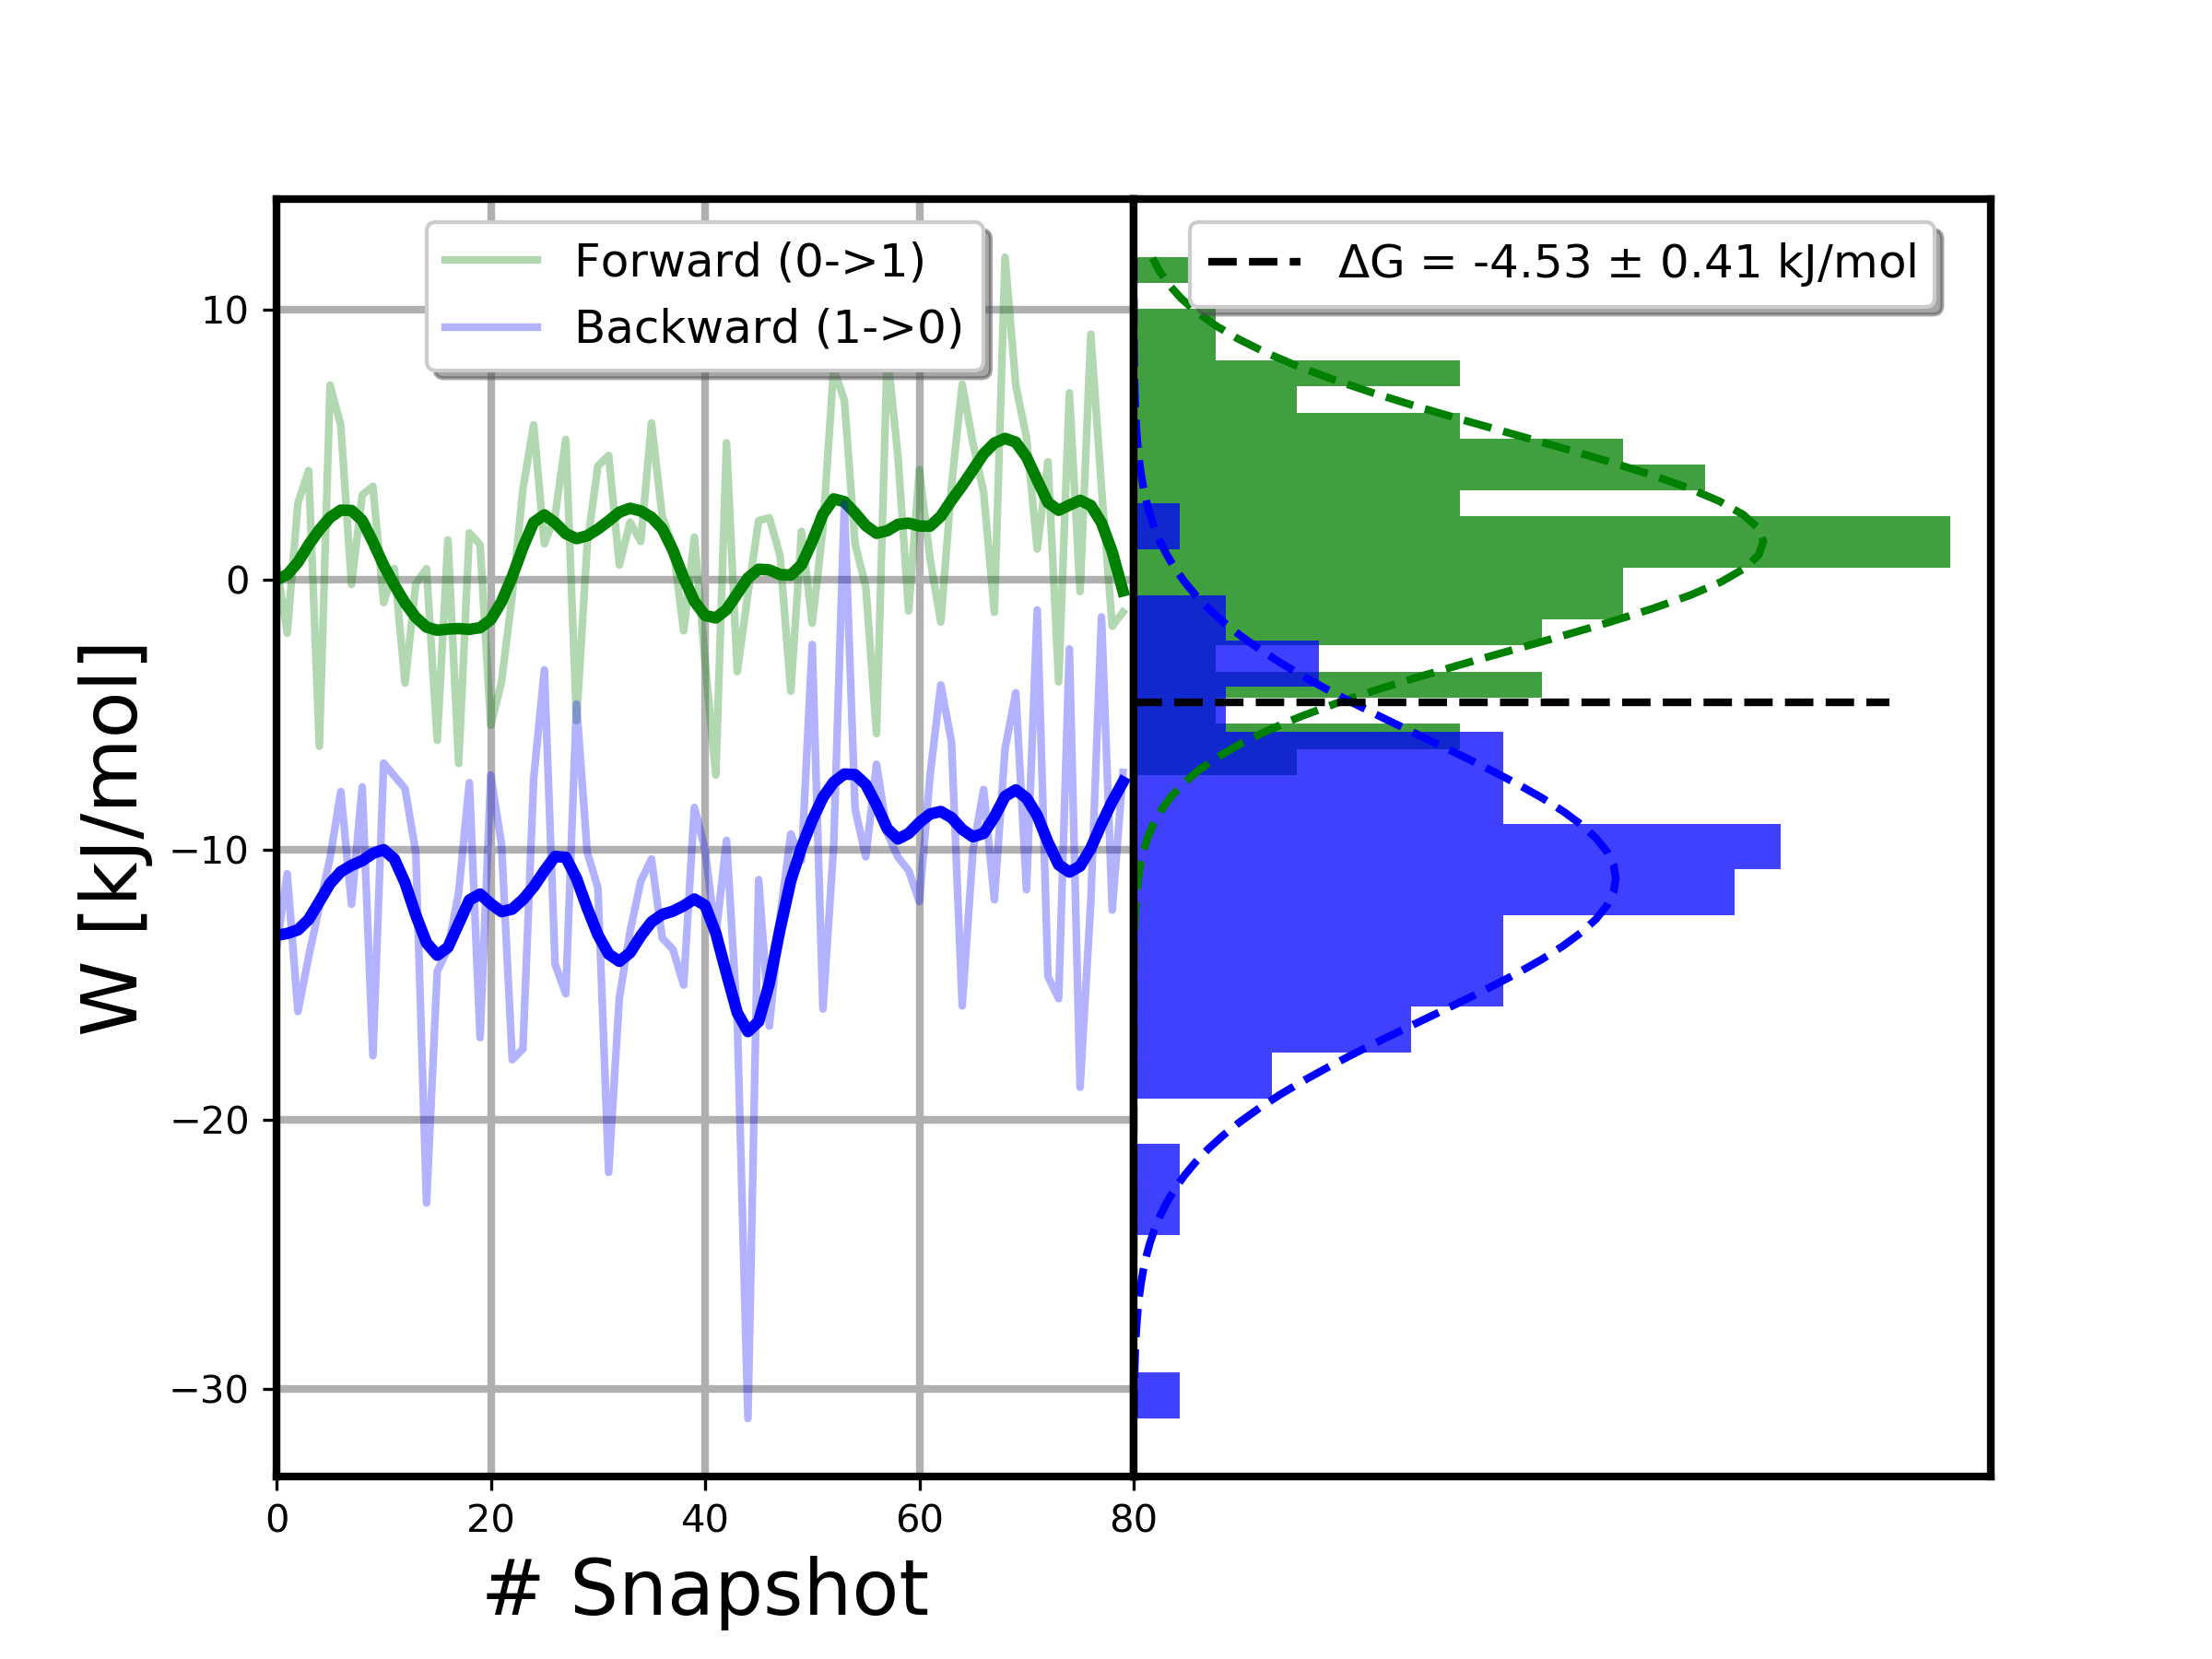 Forward (0->1)
Backward (1->0)
ΔG = -4.53 ± 0.41 kJ/mol
10
0
−10
−20
−30
W [kJ/mol]
0
20
40
60
80
# Snapshot